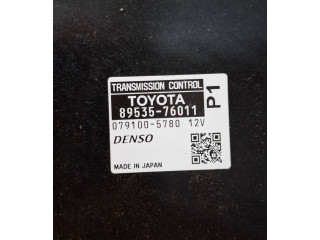 TRANSMISSION CONTROL
TOYOTA
89535-76011
P1
079100-5780 12V
DENSO
MADE IN JAPAN